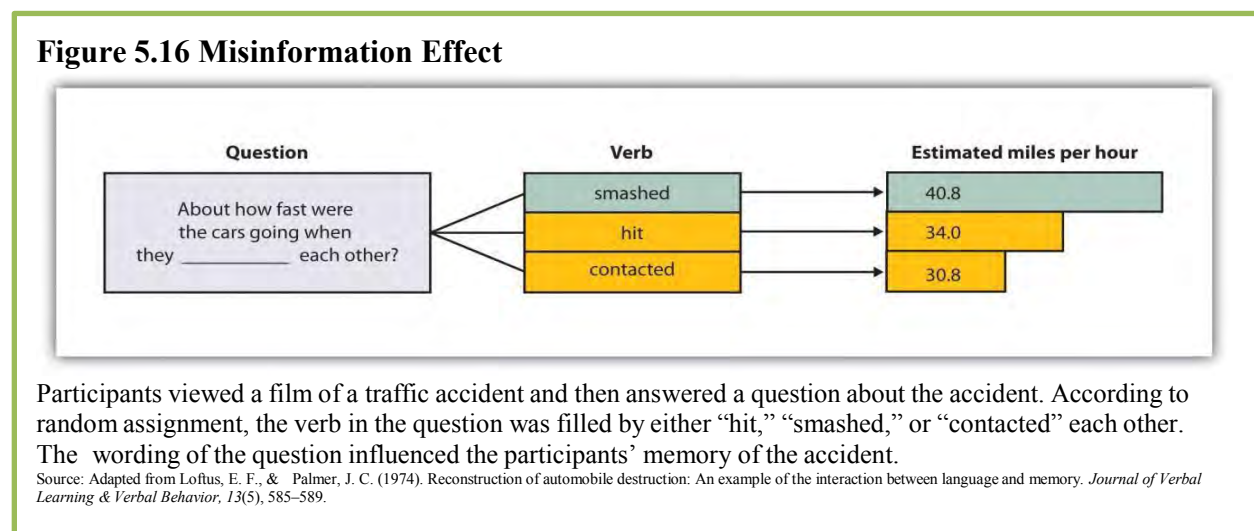 Figure 5.16 Misinformation Effect
Question
Verb
Estimated miles per hour
About how fast were
the cars going when
they __________ each other?
smashed
40.8
hit
34.0
contacted
30.8
Participants viewed a film of a traffic accident and then answered a question about the accident. According to
random assignment, the verb in the question was filled by either “hit,” “smashed,” or “contacted” each other.
The wording of the question influenced the participants’ memory of the accident.
Source: Adapted from Loftus, E. F., & Palmer, J. C. (1974). Reconstruction of automobile destruction: An example of the interaction between language and memory. Journal of Verbal
Learning & Verbal Behavior, 13(5), 585–589.